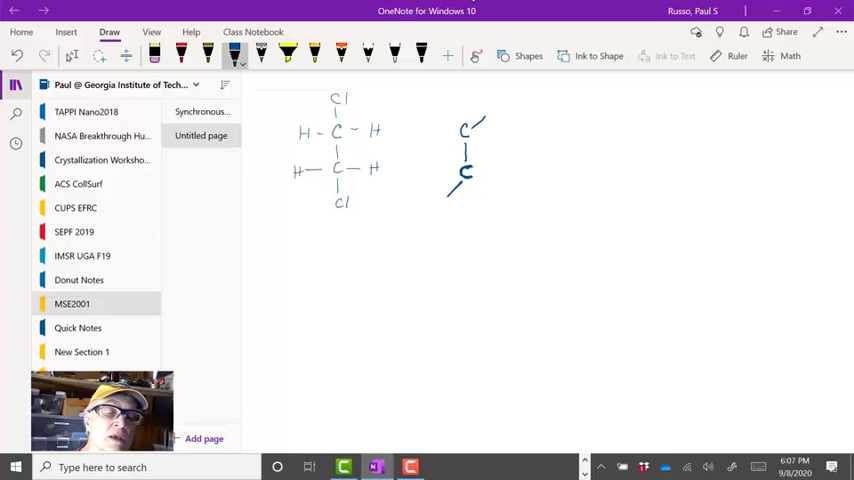 OneNote for Windows 10
Russo, Paul S
Home Insert Draw View Help Class Notebook Share
Shapes Ink to Shape Ink to Text Ruler Math
Paul @ Georgia Institute of Tech...
TAPPI Nano2018
NASA Breakthrough Hu...
Crystallization Worksho...
ACS CollSurf
CUPS EFRC
SEPF 2019
IMSR UGA F19
Donut Notes
MSE2001
Quick Notes
New Section 1
Synchronous...
Untitled page
Add page
Cl
H - C - H
H - C - H
Cl
C
C
Type here to search
6:07 PM
9/8/2020